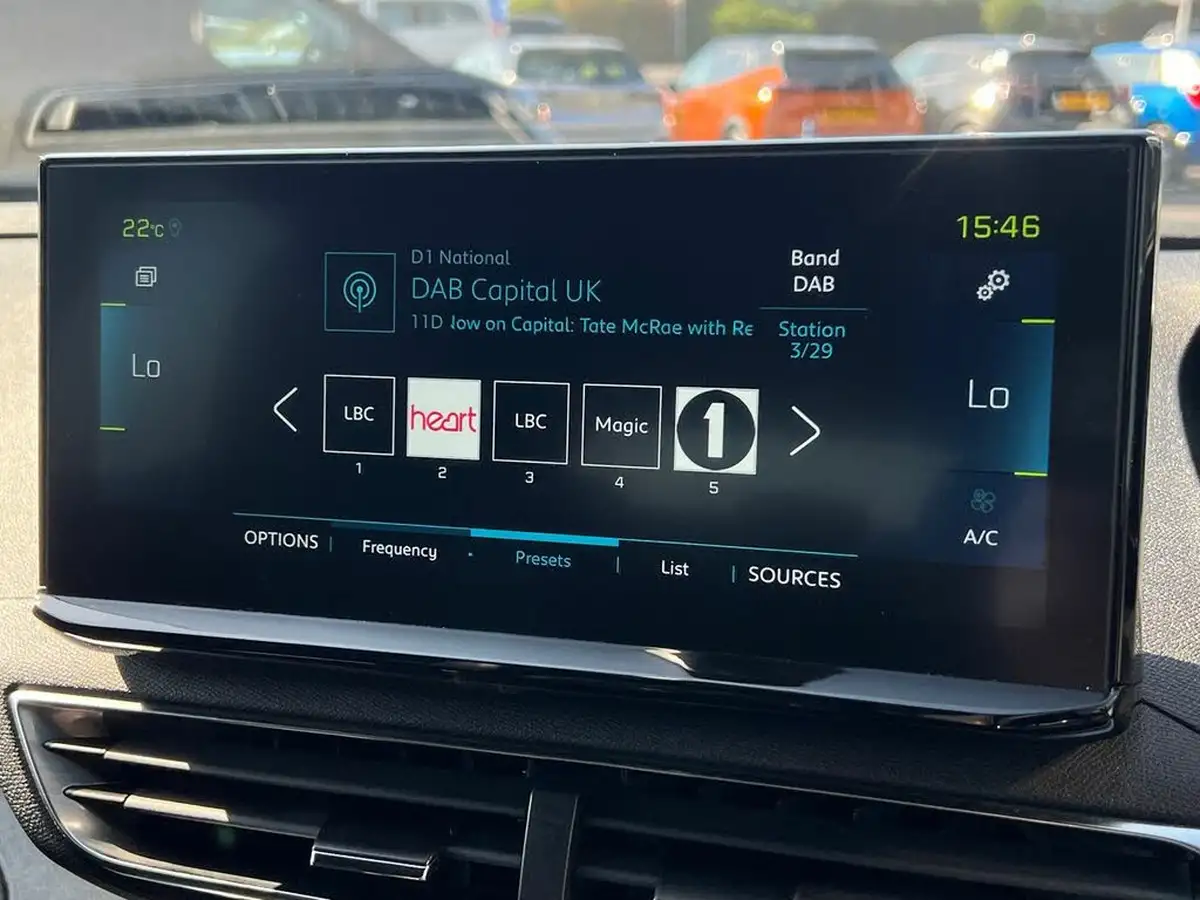 22°C
15:46
D1 National
DAB Capital UK
11D Now on Capital: Tate McRae with Re
Band
DAB
Station
3/29
Lo
Lo
LBC
heart
LBC
Magic
1
1
2
3
4
5
A/C
OPTIONS
Frequency
Presets
List
SOURCES